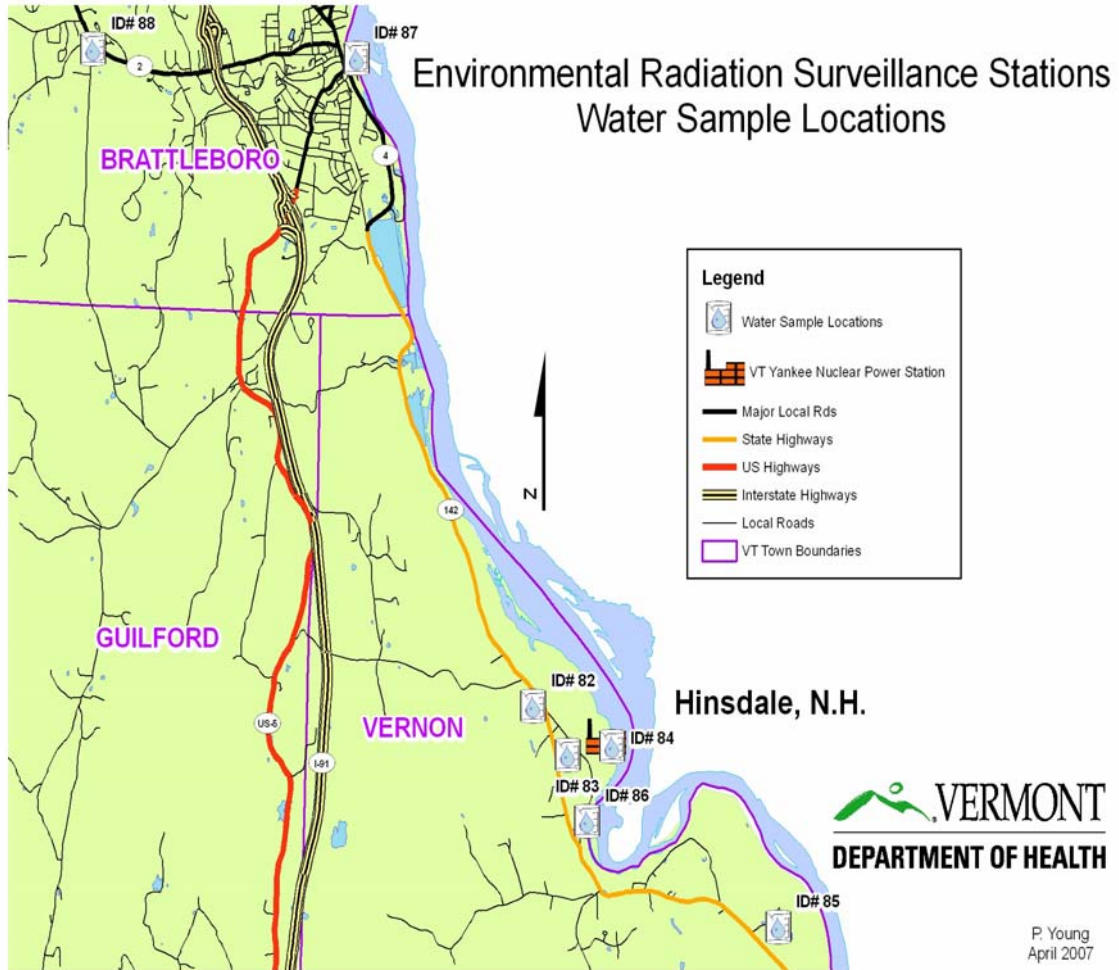 ID# 88
ID# 87
Environmental Radiation Surveillance Stations
Water Sample Locations
2
4
BRATTLEBORO
Legend
Water Sample Locations
VT Yankee Nuclear Power Station
Major Local Rds
State Highways
US Highways
Interstate Highways
Local Roads
VT Town Boundaries
N
142
GUILFORD
VERNON
US-5
I-91
ID# 82
Hinsdale, N.H.
ID# 84
ID# 83
ID# 86
ID# 85
VERMONT
DEPARTMENT OF HEALTH
P. Young
April 2007